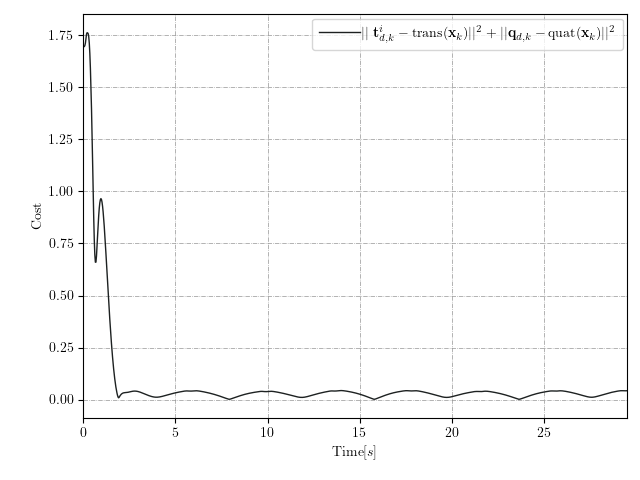 || t^i_{d,k} − trans(x_k)||^2 + ||q_{d,k} − quat(x_k)||^2
1.75
1.50
1.25
1.00
0.75
0.50
0.25
0.00
Cost
0 5 10 15 20 25
Time[s]